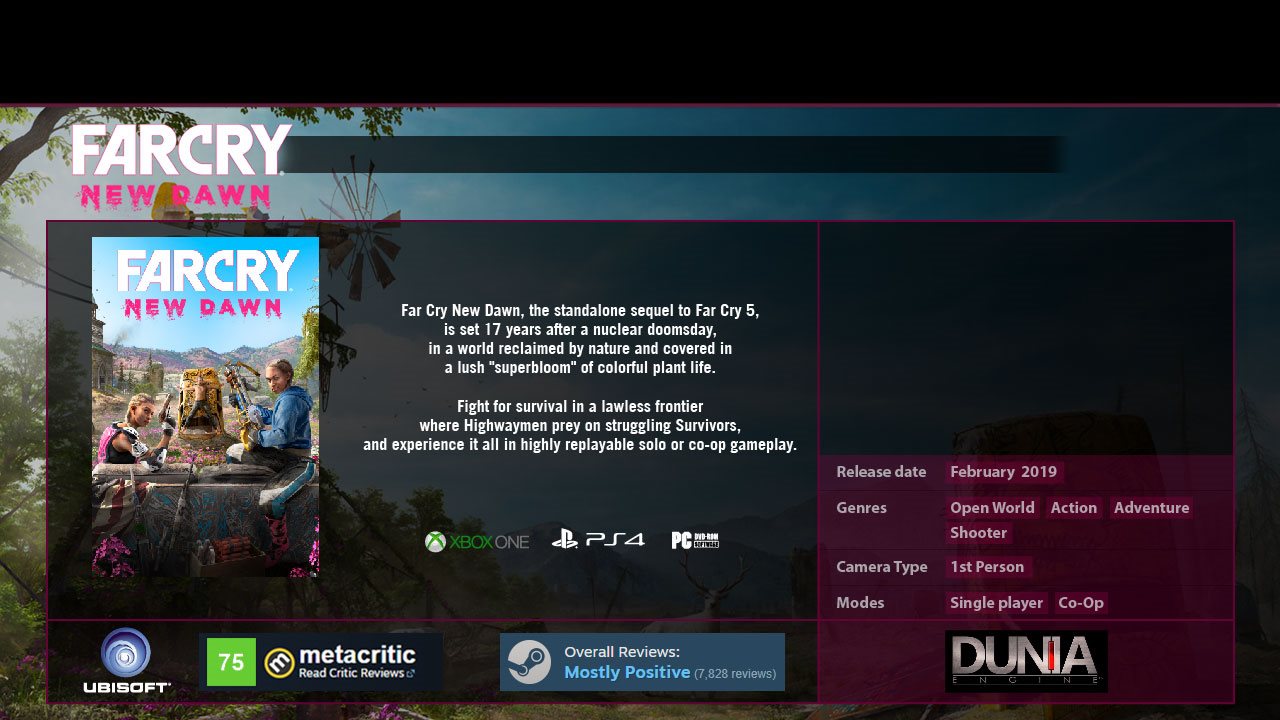 FARCRY
NEW DAWN
FARCRY
NEW DAWN
Far Cry New Dawn, the standalone sequel to Far Cry 5,
is set 17 years after a nuclear doomsday,
in a world reclaimed by nature and covered in
a lush "superbloom" of colorful plant life.
Fight for survival in a lawless frontier
where Highwaymen prey on struggling Survivors,
and experience it all in highly replayable solo or co-op gameplay.
XBOX ONE PS4 PC DVD-ROM SOFTWARE
Release date February 2019
Genres Open World Action Adventure
Shooter
Camera Type 1st Person
Modes Single player Co-Op
UBISOFT
75 metacritic
Read Critic Reviews
Overall Reviews:
Mostly Positive (7,828 reviews)
DUNIA
ENGINE